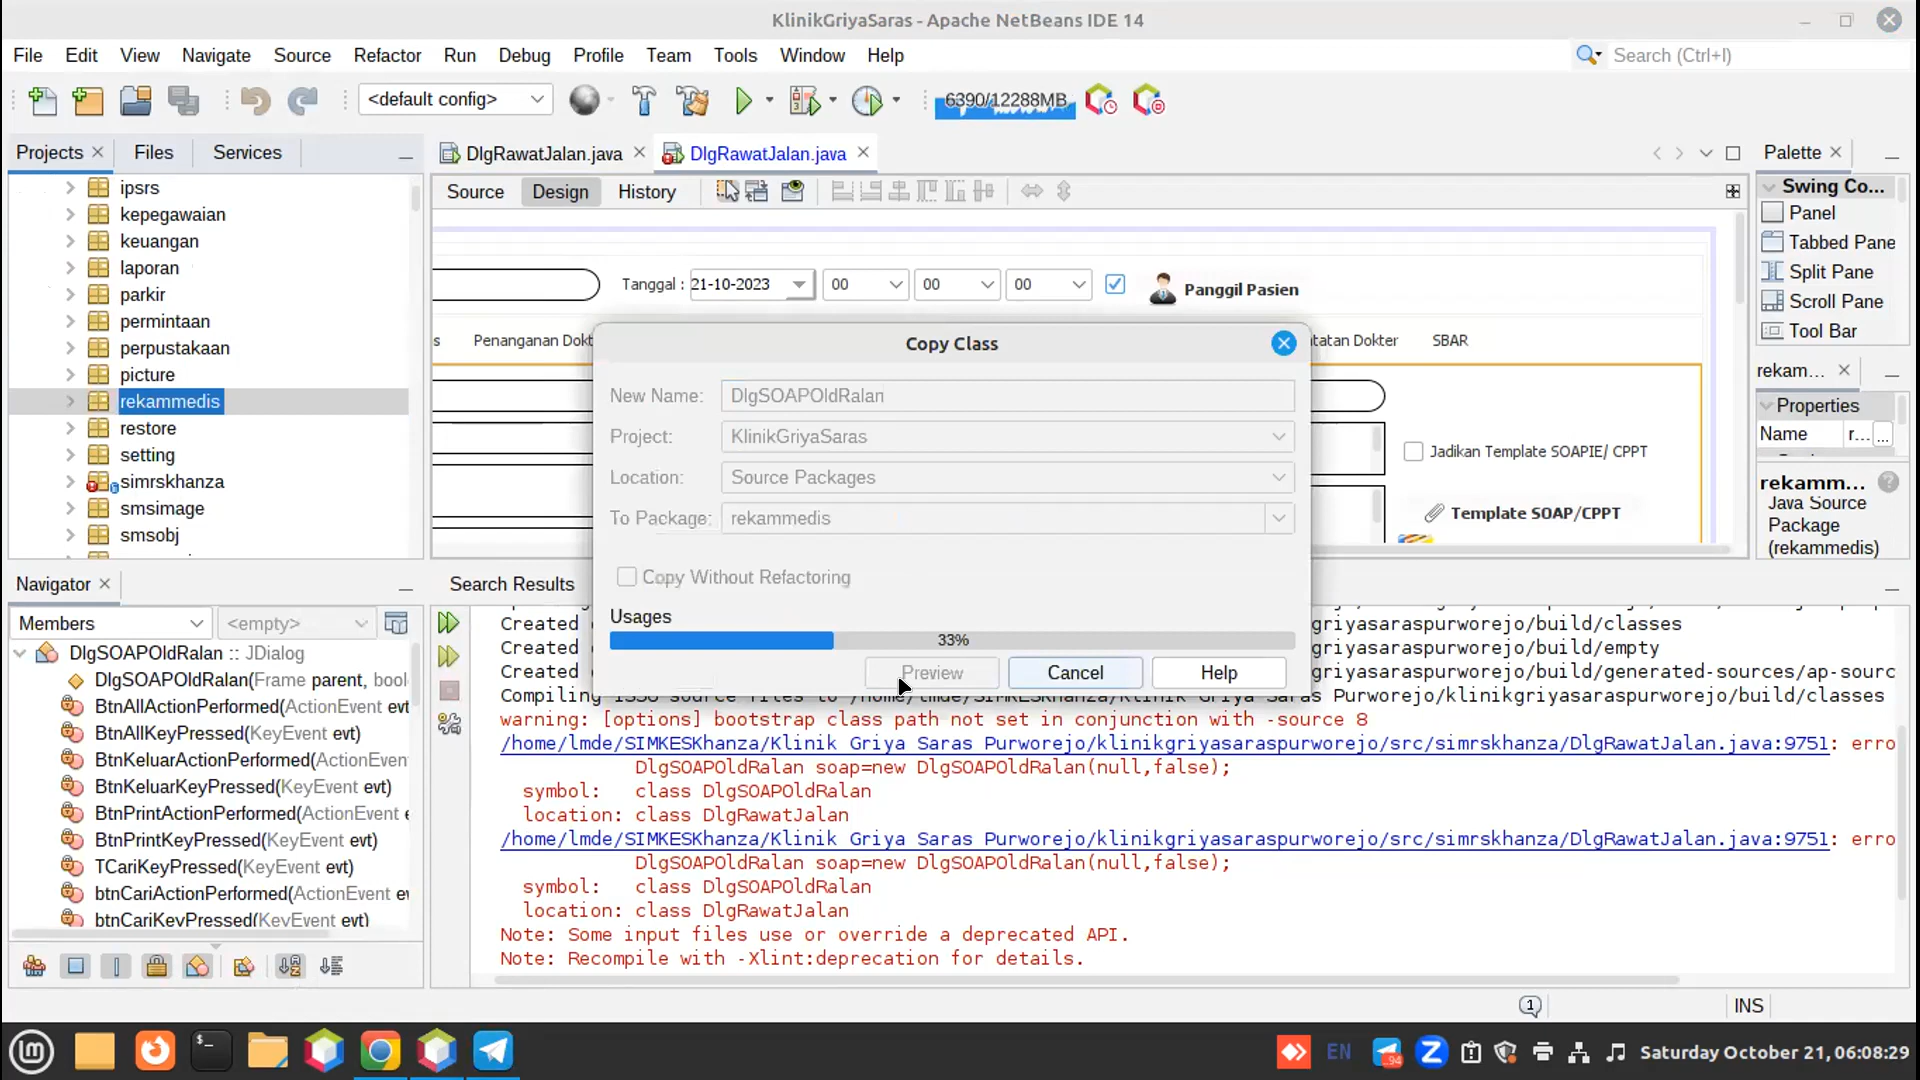 KlinikGriyaSaras - Apache NetBeans IDE 14
File Edit View Navigate Source Refactor Run Debug Profile Team Tools Window Help
Search (Ctrl+I)
<default config>
6390/12288MB
Projects Files Services
DlgRawatJalan.java DlgRawatJalan.java
Palette
Source Design History
Swing Co...
Panel
Tabbed Pane
Split Pane
Scroll Pane
Tool Bar
ipsrs
kepegawaian
keuangan
laporan
parkir
permintaan
perpustakaan
picture
rekammedis
restore
setting
simrskhanza
smsimage
smsobj
Tanggal : 21-10-2023 00 00 00
Panggil Pasien
s Penanganan Dokt
tatan Dokter SBAR
Jadikan Template SOAPIE/ CPPT
Template SOAP/CPPT
rekam...
Properties
Name r... ...
rekamm...
Java Source
Package
(rekammedis)
Copy Class
New Name: DlgSOAPOldRalan
Project: KlinikGriyaSaras
Location: Source Packages
To Package: rekammedis
Copy Without Refactoring
Usages
33%
Preview Cancel Help
Navigator
Members <empty>
DlgSOAPOldRalan :: JDialog
DlgSOAPOldRalan(Frame parent, bool
BtnAllActionPerformed(ActionEvent evt
BtnAllKeyPressed(KeyEvent evt)
BtnKeluarActionPerformed(ActionEven
BtnKeluarKeyPressed(KeyEvent evt)
BtnPrintActionPerformed(ActionEvent e
BtnPrintKeyPressed(KeyEvent evt)
TCariKeyPressed(KeyEvent evt)
btnCariActionPerformed(ActionEvent e
btnCariKeyPressed(KeyEvent evt)
Search Results
Created griyasaraspurworejo/build/classes
Created griyasaraspurworejo/build/empty
Created griyasaraspurworejo/build/generated-sources/ap-sourc
Compiling source files to /home/lmde/SIMKESKhanza/Klinik Griya Saras Purworejo/klinikgriyasaraspurworejo/build/classes
warning: [options] bootstrap class path not set in conjunction with -source 8
/home/lmde/SIMKESKhanza/Klinik Griya Saras Purworejo/klinikgriyasaraspurworejo/src/simrskhanza/DlgRawatJalan.java:9751: erro
DlgSOAPOldRalan soap=new DlgSOAPOldRalan(null,false);
symbol: class DlgSOAPOldRalan
location: class DlgRawatJalan
/home/lmde/SIMKESKhanza/Klinik Griya Saras Purworejo/klinikgriyasaraspurworejo/src/simrskhanza/DlgRawatJalan.java:9751: erro
DlgSOAPOldRalan soap=new DlgSOAPOldRalan(null,false);
symbol: class DlgSOAPOldRalan
location: class DlgRawatJalan
Note: Some input files use or override a deprecated API.
Note: Recompile with -Xlint:deprecation for details.
1 INS
EN 94 Saturday October 21, 06:08:29